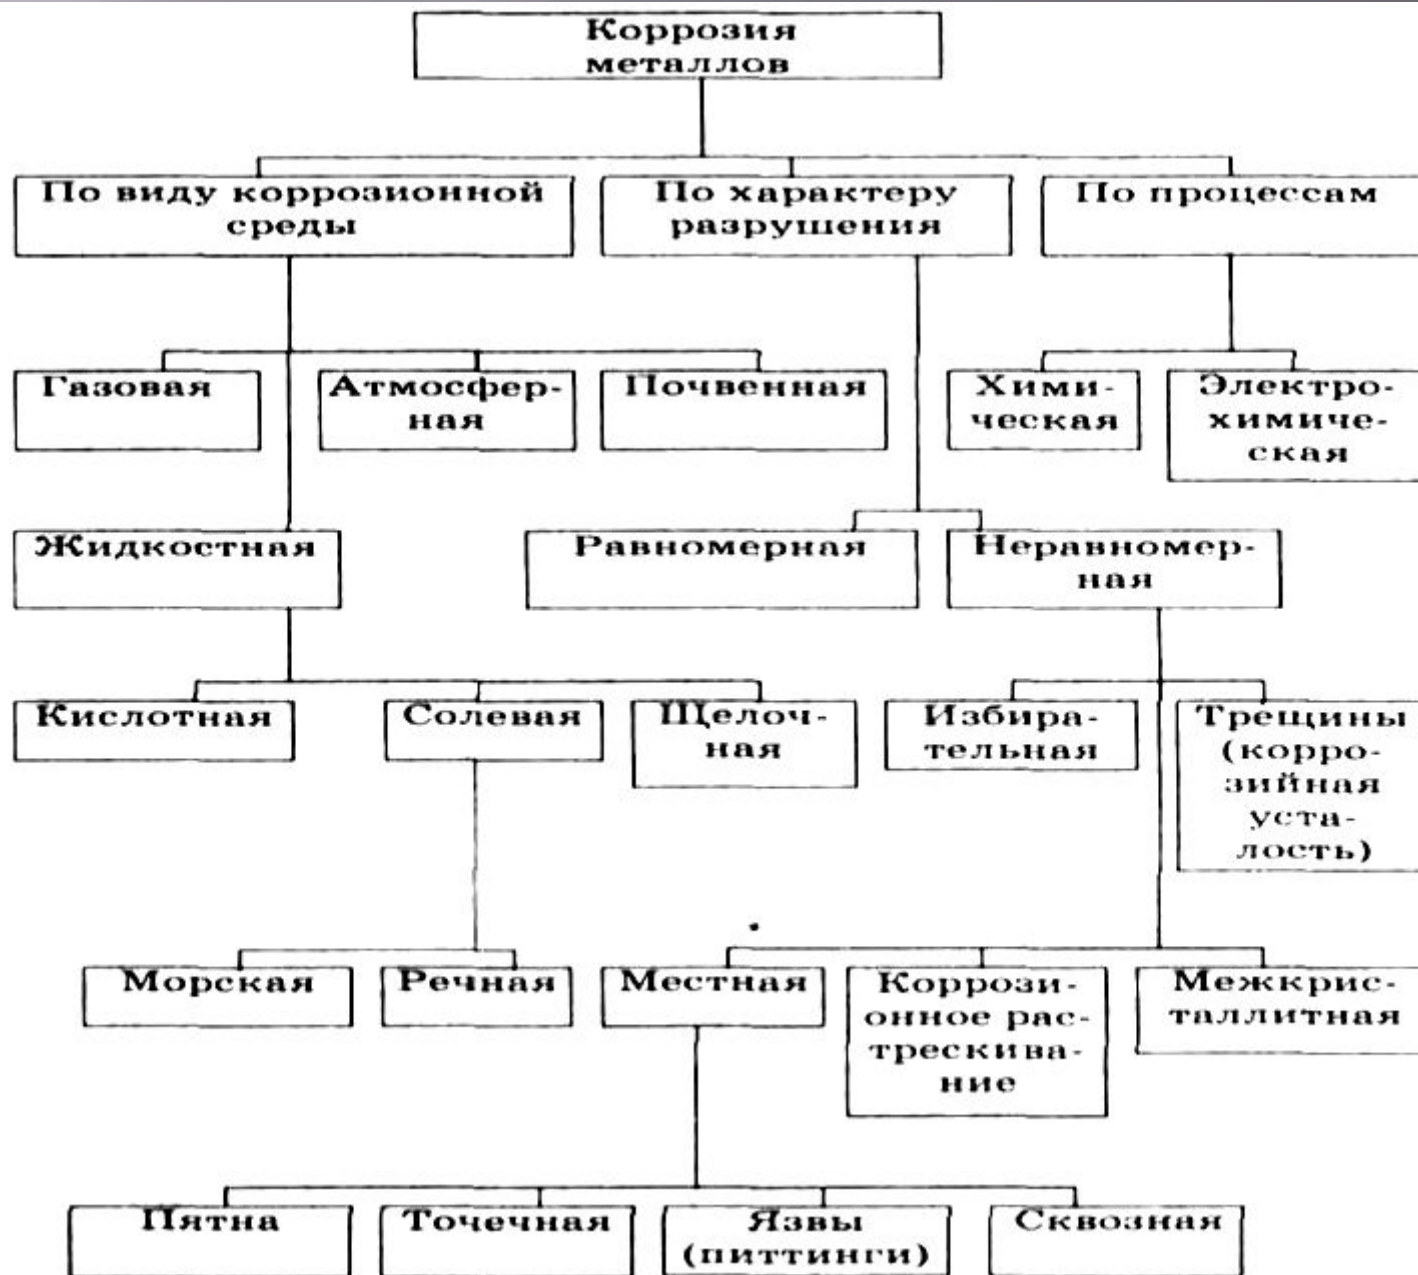 Коррозия
металлов
По виду коррозионной
среды
По характеру
разрушения
По процессам
Газовая
Атмосфер-
ная
Почвенная
Хими-
ческая
Электро-
химиче-
ская
Жидкостная
Равномерная
Неравномер-
ная
Кислотная
Солевая
Щелоч-
ная
Избира-
тельная
Трещины
(корро-
зийная
уста-
лость)
Морская
Речная
Местная
Коррози-
онное рас-
трескива-
ние
Межкрис-
таллитная
Пятна
Точечная
Язвы
(питтинги)
Сквозная